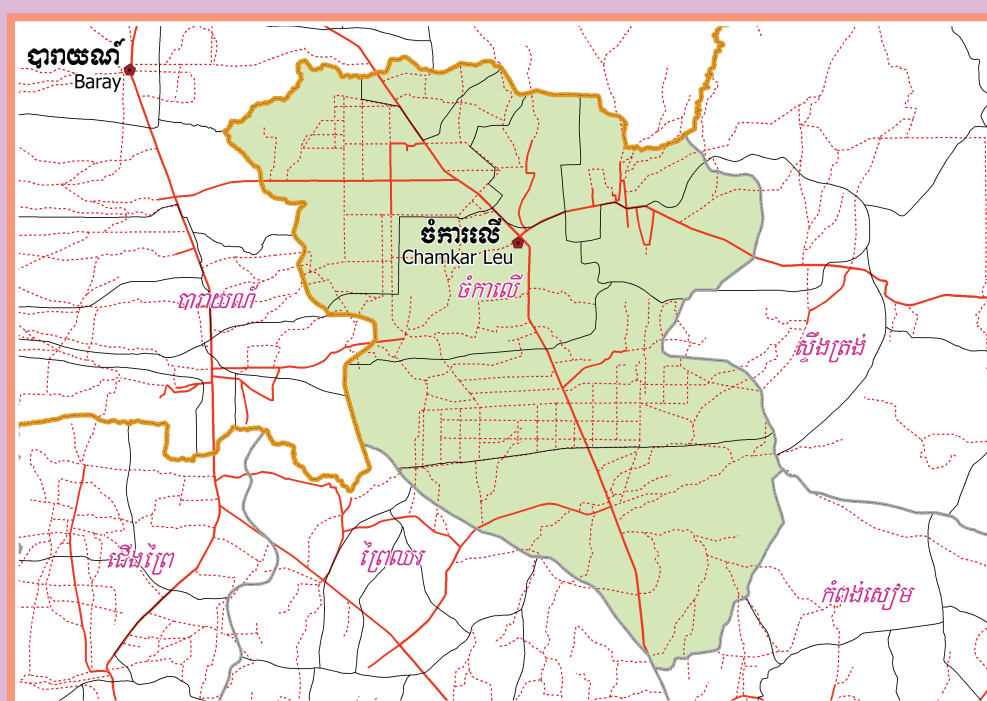 បារាយណ៍
Baray
ចំការលើ
Chamkar Leu
ចំកាលើ
បារាយណ៍
ស្ទឹងត្រង់
ជើងព្រៃ
ព្រៃឈរ
កំពង់សៀម